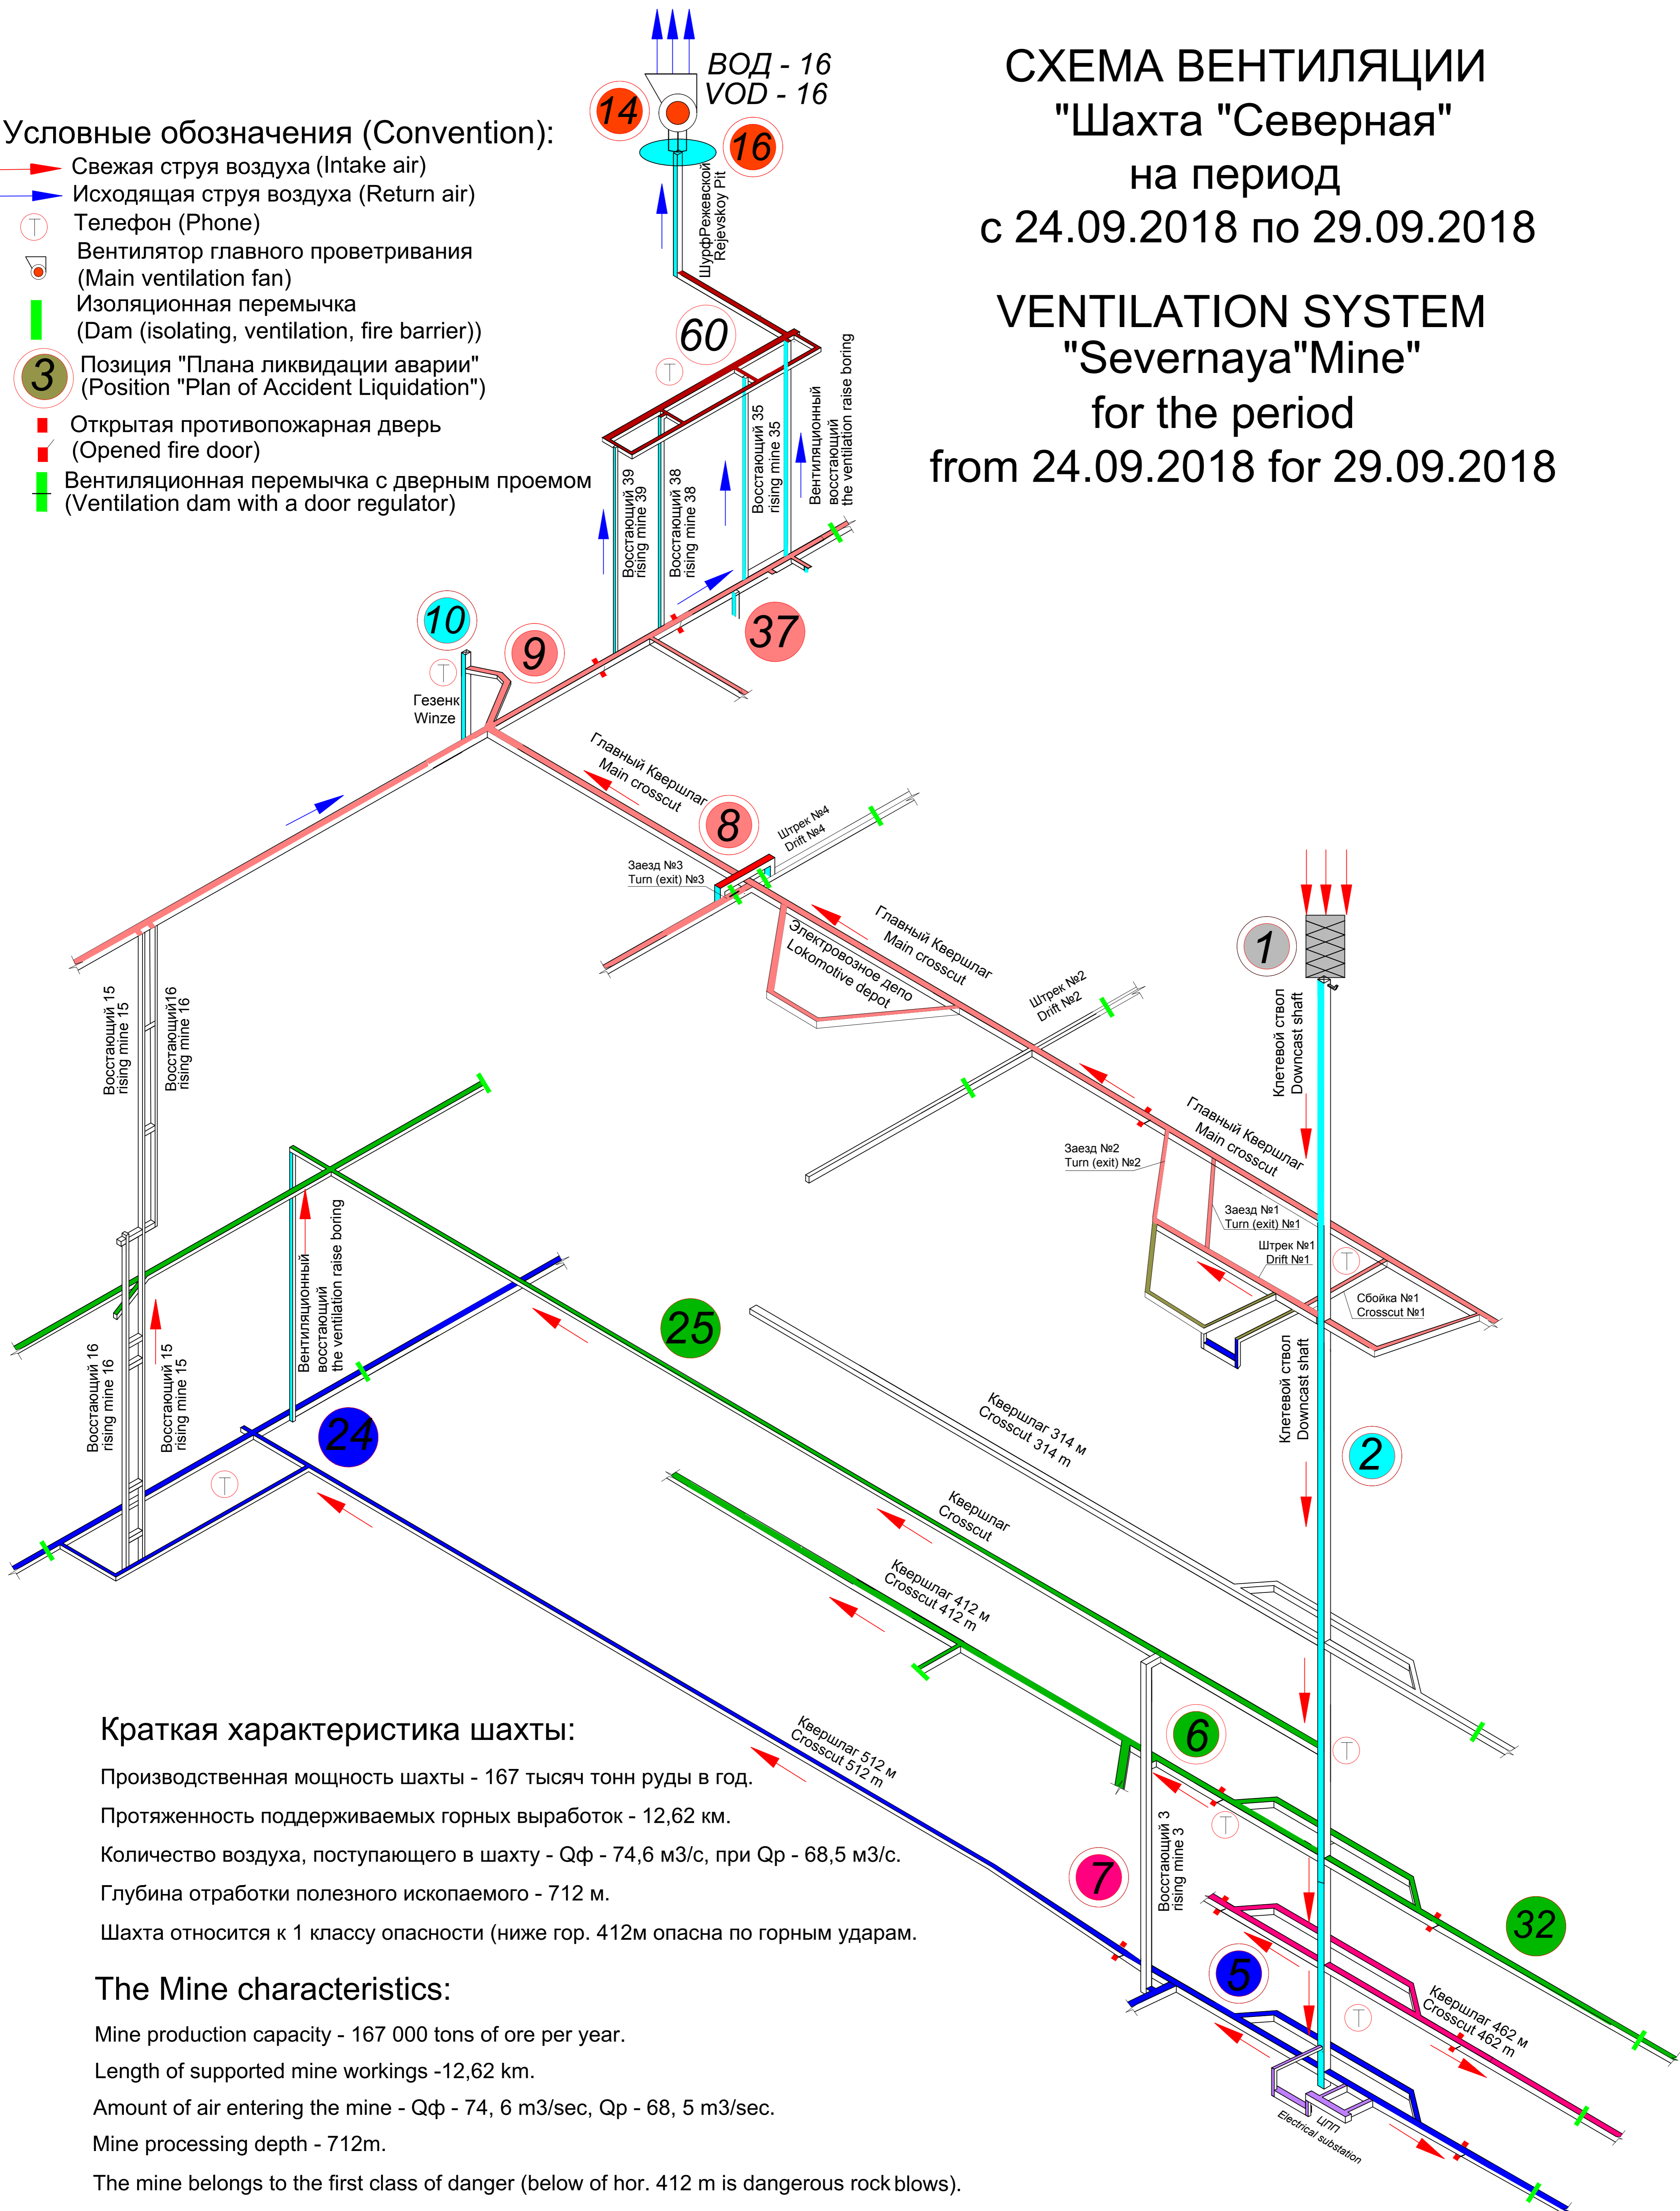 ВОД - 16
VOD - 16
14
16
СХЕМА ВЕНТИЛЯЦИИ
"Шахта "Северная"
на период
с 24.09.2018 по 29.09.2018
VENTILATION SYSTEM
"Severnaya"Mine"
for the period
from 24.09.2018 for 29.09.2018
Условные обозначения (Convention):
Свежая струя воздуха (Intake air)
Исходящая струя воздуха (Return air)
Т
Телефон (Phone)
Вентилятор главного проветривания
(Main ventilation fan)
Изоляционная перемычка
(Dam (isolating, ventilation, fire barrier))
3
Позиция "Плана ликвидации аварии"
(Position "Plan of Accident Liquidation")
Открытая противопожарная дверь
(Opened fire door)
Вентиляционная перемычка с дверным проемом
(Ventilation dam with a door regulator)
ШурфРежевской
Rejevskoy Pit
60
Т
Восстающий 39
rising mine 39
Восстающий 38
rising mine 38
Восстающий 35
rising mine 35
Вентиляционный
восстающий
the ventilation raise boring
10
9
37
Т
Гезенк
Winze
Главный Квершлаг
Main crosscut
8
Штрек №4
Drift №4
Заезд №3
Turn (exit) №3
Электровозное депо
Lokomotive depot
Главный Квершлаг
Main crosscut
Штрек №2
Drift №2
1
Клетевой ствол
Downcast shaft
Главный Квершлаг
Main crosscut
Заезд №2
Turn (exit) №2
Заезд №1
Turn (exit) №1
Штрек №1
Drift №1
Т
Сбойка №1
Crosscut №1
Восстающий 15
rising mine 15
Восстающий16
rising mine 16
Вентиляционный
восстающий
the ventilation raise boring
Восстающий 16
rising mine 16
Восстающий 15
rising mine 15
25
24
Т
Клетевой ствол
Downcast shaft
2
Квершлаг 314 м
Crosscut 314 m
Квершлаг
Crosscut
Квершлаг 412 м
Crosscut 412 m
Квершлаг 512 м
Crosscut 512 m
6
Т
Т
Восстающий 3
rising mine 3
7
32
5
Т
Квершлаг 462 м
Crosscut 462 m
ЦПП
Electrical substation
Краткая характеристика шахты:
Производственная мощность шахты - 167 тысяч тонн руды в год.
Протяженность поддерживаемых горных выработок - 12,62 км.
Количество воздуха, поступающего в шахту - Qф - 74,6 м3/с, при Qр - 68,5 м3/с.
Глубина отработки полезного ископаемого - 712 м.
Шахта относится к 1 классу опасности (ниже гор. 412м опасна по горным ударам.
The Mine characteristics:
Mine production capacity - 167 000 tons of ore per year.
Length of supported mine workings -12,62 km.
Amount of air entering the mine - Qф - 74, 6 m3/sec, Qр - 68, 5 m3/sec.
Mine processing depth - 712m.
The mine belongs to the first class of danger (below of hor. 412 m is dangerous rock blows).